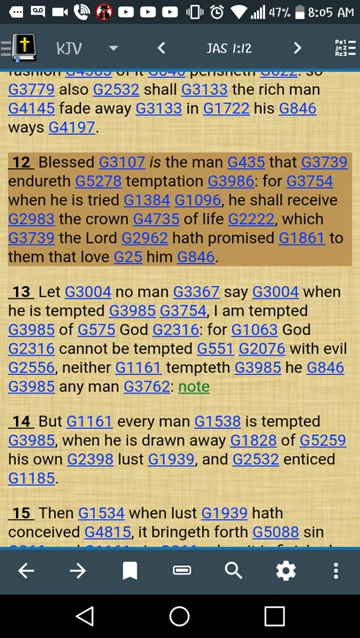 47% 8:05 AM
KJV JAS 1:12
G3779 also G2532 shall G3133 the rich man
G4145 fade away G3133 in G1722 his G846
ways G4197.
12 Blessed G3107 is the man G435 that G3739
endureth G5278 temptation G3986: for G3754
when he is tried G1384 G1096, he shall receive
G2983 the crown G4735 of life G2222, which
G3739 the Lord G2962 hath promised G1861 to
them that love G25 him G846.
13 Let G3004 no man G3367 say G3004 when
he is tempted G3985 G3754, I am tempted
G3985 of G575 God G2316: for G1063 God
G2316 cannot be tempted G551 G2076 with evil
G2556, neither G1161 tempteth G3985 he G846
G3985 any man G3762: note
14 But G1161 every man G1538 is tempted
G3985, when he is drawn away G1828 of G5259
his own G2398 lust G1939, and G2532 enticed
G1185.
15 Then G1534 when lust G1939 hath
conceived G4815, it bringeth forth G5088 sin